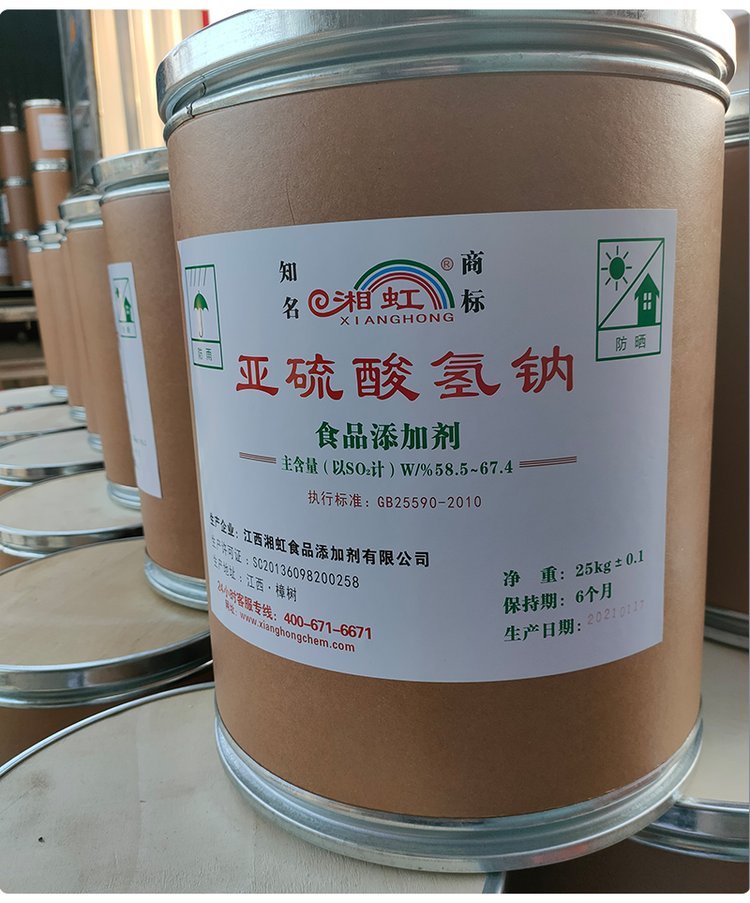 知名
湘虹
®
商标
XIANGHONG
防雨
防晒
亚硫酸氢钠
食品添加剂
主含量（以SO₂计）W/%58.5~67.4
执行标准：GB25590-2010
生产企业：江西湘虹食品添加剂有限公司
生产许可证：SC20136098200258
生产地址：江西·樟树
24小时客服专线：400-671-6671
网址：www.xianghongchem.com
净 重：25kg±0.1
保持期：6个月
生产日期：20210117